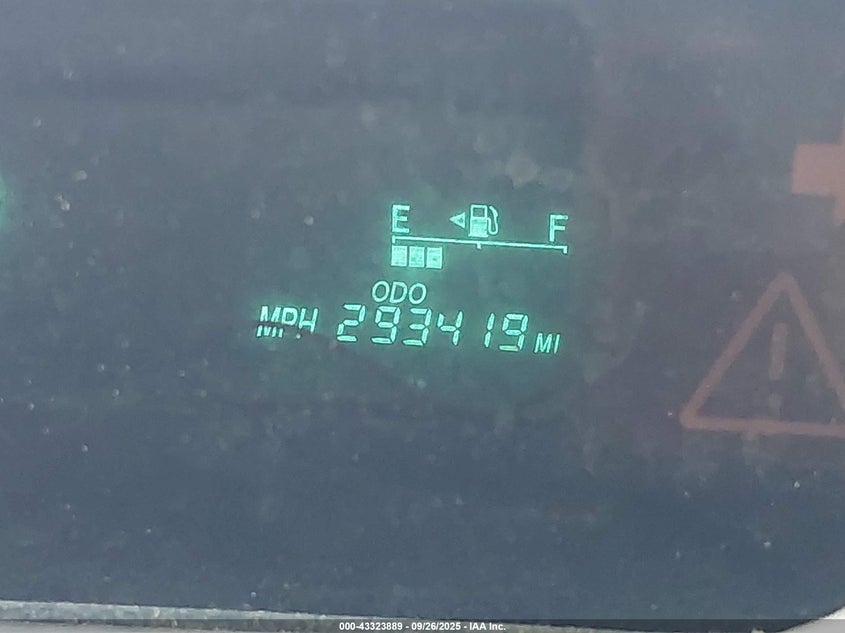 E F
ODO
MPH 293419 MI
000-43323889 - 09/26/2025 - IAA Inc.